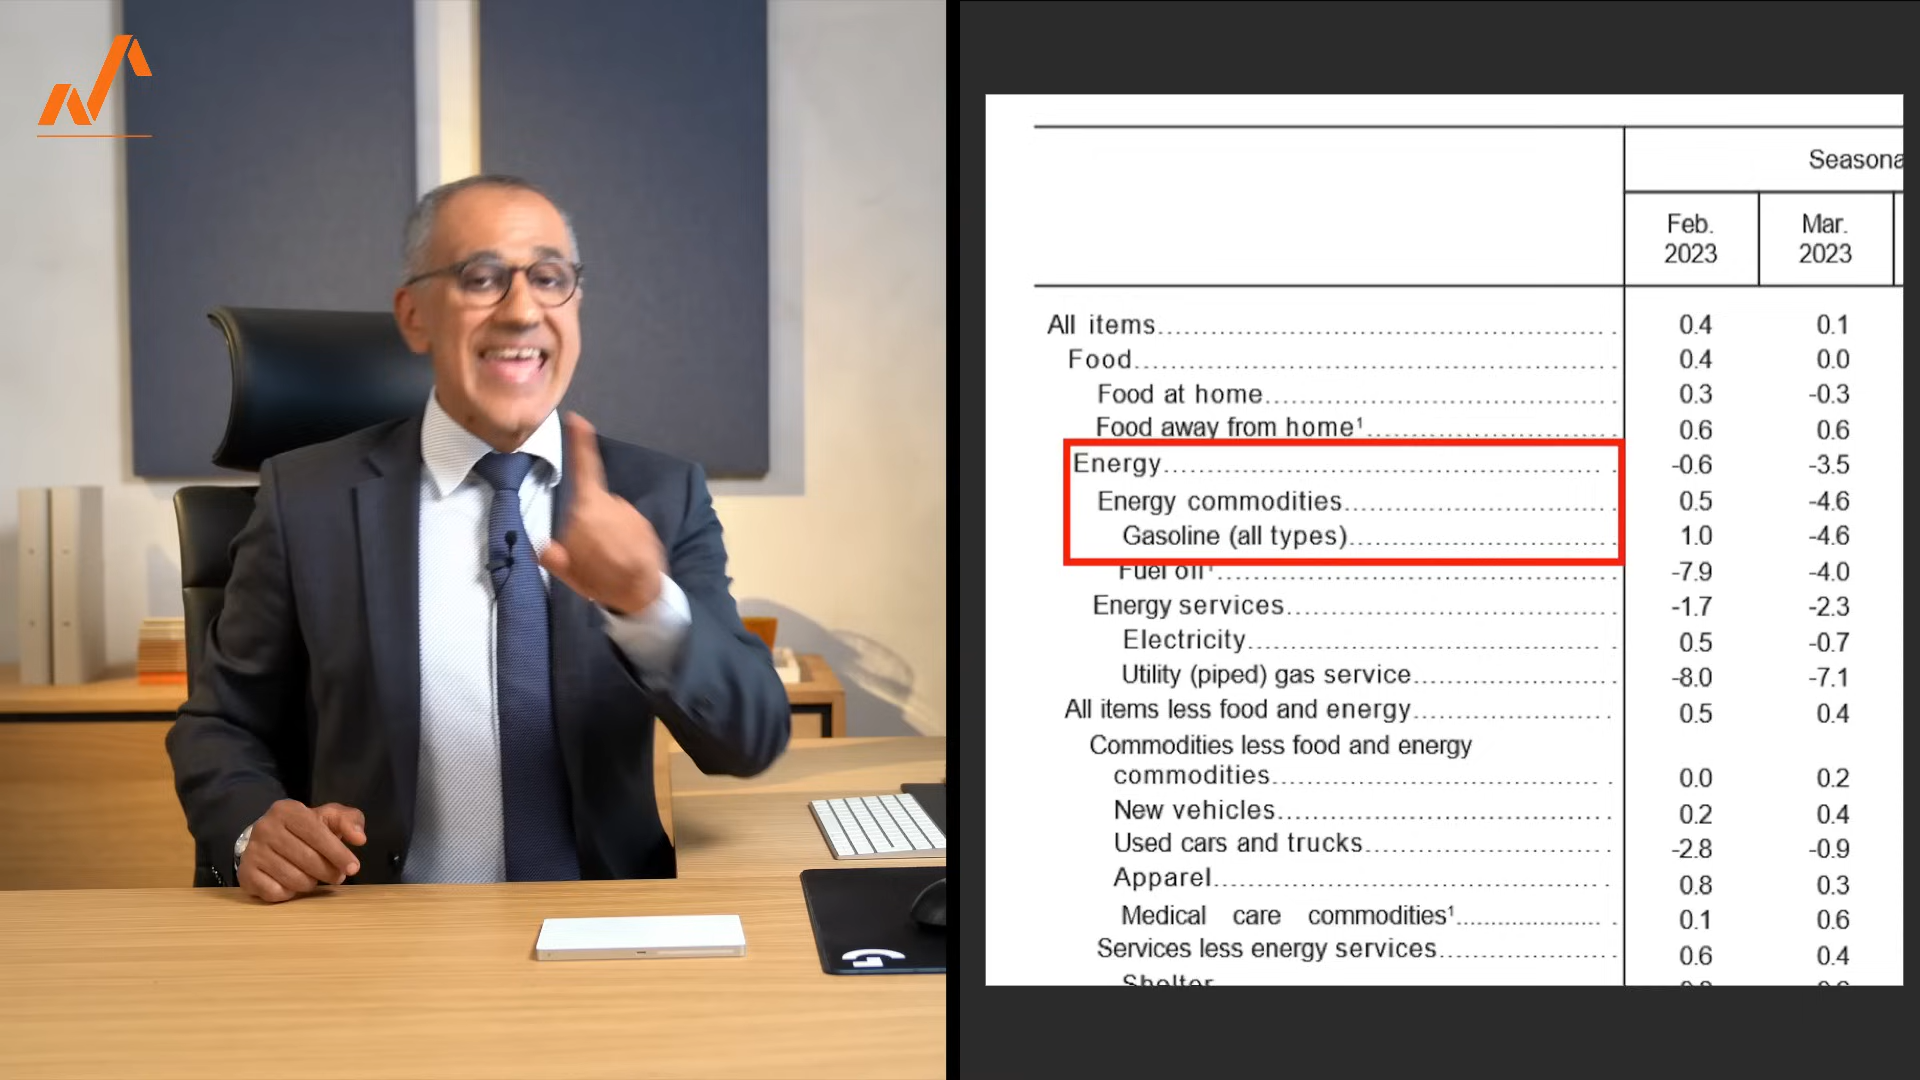 Seasona
Feb. 2023 Mar. 2023
All items 0.4 0.1
Food 0.4 0.0
Food at home 0.3 -0.3
Food away from home¹ 0.6 0.6
Energy -0.6 -3.5
Energy commodities 0.5 -4.6
Gasoline (all types) 1.0 -4.6
Fuel oil¹ -7.9 -4.0
Energy services -1.7 -2.3
Electricity 0.5 -0.7
Utility (piped) gas service -8.0 -7.1
All items less food and energy 0.5 0.4
Commodities less food and energy
commodities 0.0 0.2
New vehicles 0.2 0.4
Used cars and trucks -2.8 -0.9
Apparel 0.8 0.3
Medical care commodities¹ 0.1 0.6
Services less energy services 0.6 0.4
Shelter